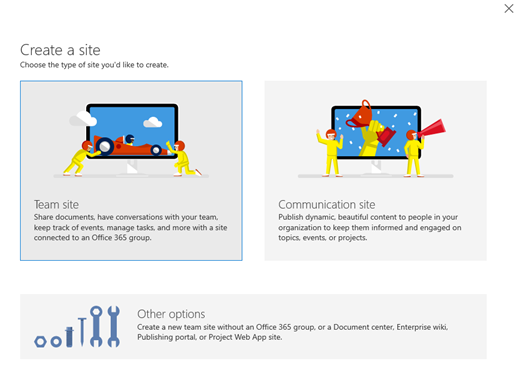 Create a site
Choose the type of site you'd like to create.
Team site
Share documents, have conversations with your team,
keep track of events, manage tasks, and more with a site
connected to an Office 365 group.
Communication site
Publish dynamic, beautiful content to people in your
organization to keep them informed and engaged on
topics, events, or projects.
Other options
Create a new team site without an Office 365 group, or a Document center, Enterprise wiki,
Publishing portal, or Project Web App site.